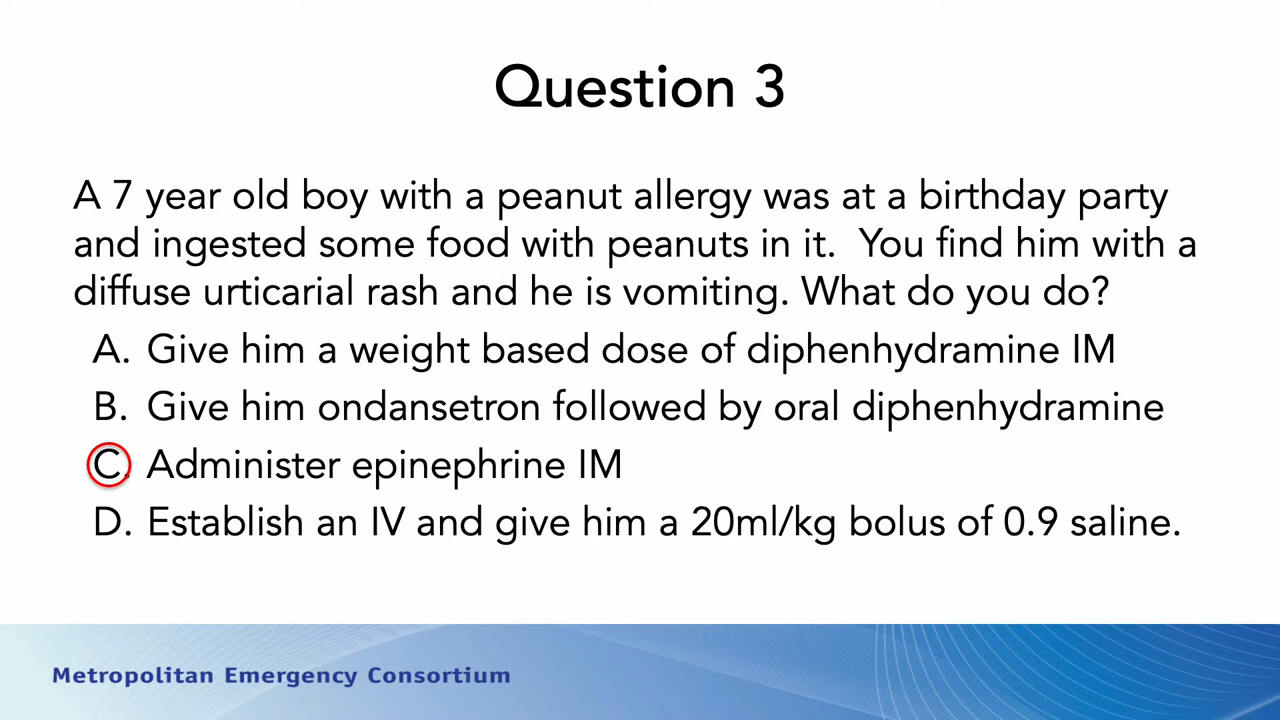 Question 3
A 7 year old boy with a peanut allergy was at a birthday party
and ingested some food with peanuts in it.  You find him with a
diffuse urticarial rash and he is vomiting. What do you do?
A. Give him a weight based dose of diphenhydramine IM
B. Give him ondansetron followed by oral diphenhydramine
C. Administer epinephrine IM
D. Establish an IV and give him a 20ml/kg bolus of 0.9 saline.
Metropolitan Emergency Consortium